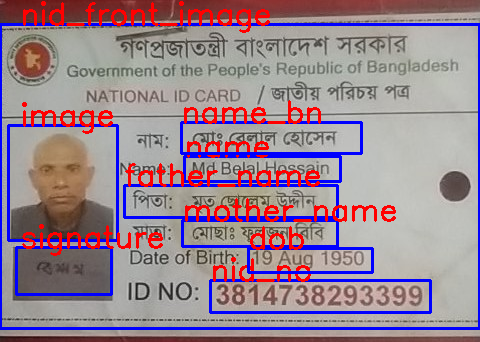 nid_front_image
গণপ্রজাতন্ত্রী বাংলাদেশ সরকার
Government of the People's Republic of Bangladesh
NATIONAL ID CARD / জাতীয় পরিচয় পত্র
image
name_bn
নাম: মোঃ বেলাল হোসেন
name
Name: Md Belal Hossain
father_name
পিতা: মৃত ছোলেম উদ্দীন
mother_name
মাতা: মোছাঃ ফুলজান বিবি
signature
dob
Date of Birth: 19 Aug 1950
nid_no
ID NO: 3814738293399